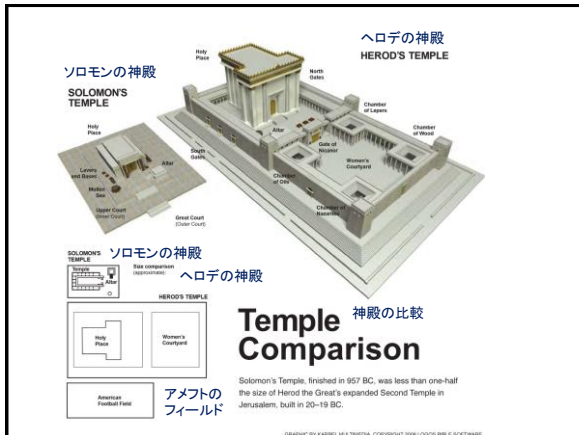 ヘロデの神殿
HEROD'S TEMPLE
ソロモンの神殿
SOLOMON'S
TEMPLE
Holy
Place
North
Gates
Chamber
of Lepers
Chamber
of Wood
Altar
Gate of
Nicanor
Women's
Courtyard
South
Gates
Chamber
of Oils
Chamber of
Nazarites
Holy
Place
Lavers
and Bases
Altar
Molten
Sea
Upper Court
(Inner Court)
Great Court
(Outer Court)
SOLOMON'S
TEMPLE
ソロモンの神殿
Temple
Altar
Size comparison
(approximate)
ヘロデの神殿
HEROD'S TEMPLE
Holy
Place
Women's
Courtyard
American
Football Field
アメフトの
フィールド
Temple
Comparison
神殿の比較
Solomon's Temple, finished in 957 BC, was less than one-half
the size of Herod the Great's expanded Second Temple in
Jerusalem, built in 20–19 BC.
GRAPHIC BY KARBEL MULTIMEDIA, COPYRIGHT 2008 LOGOS BIBLE SOFTWARE